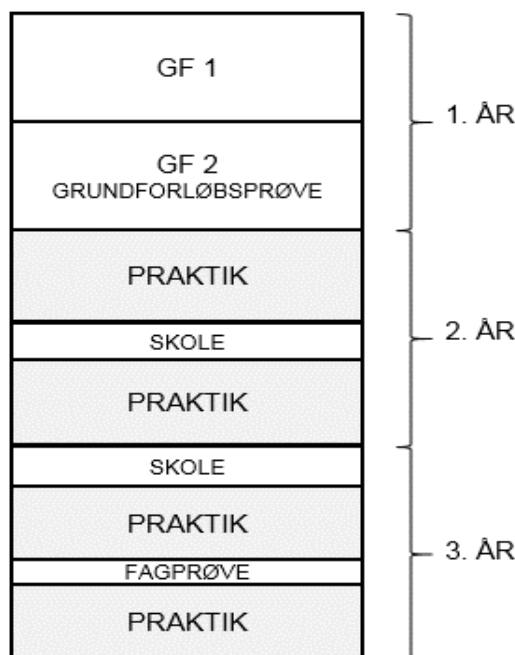 GF 1
1. ÅR
GF 2
GRUNDFORLØBSPRØVE
PRAKTIK
SKOLE
2. ÅR
PRAKTIK
SKOLE
PRAKTIK
3. ÅR
FAGPRØVE
PRAKTIK